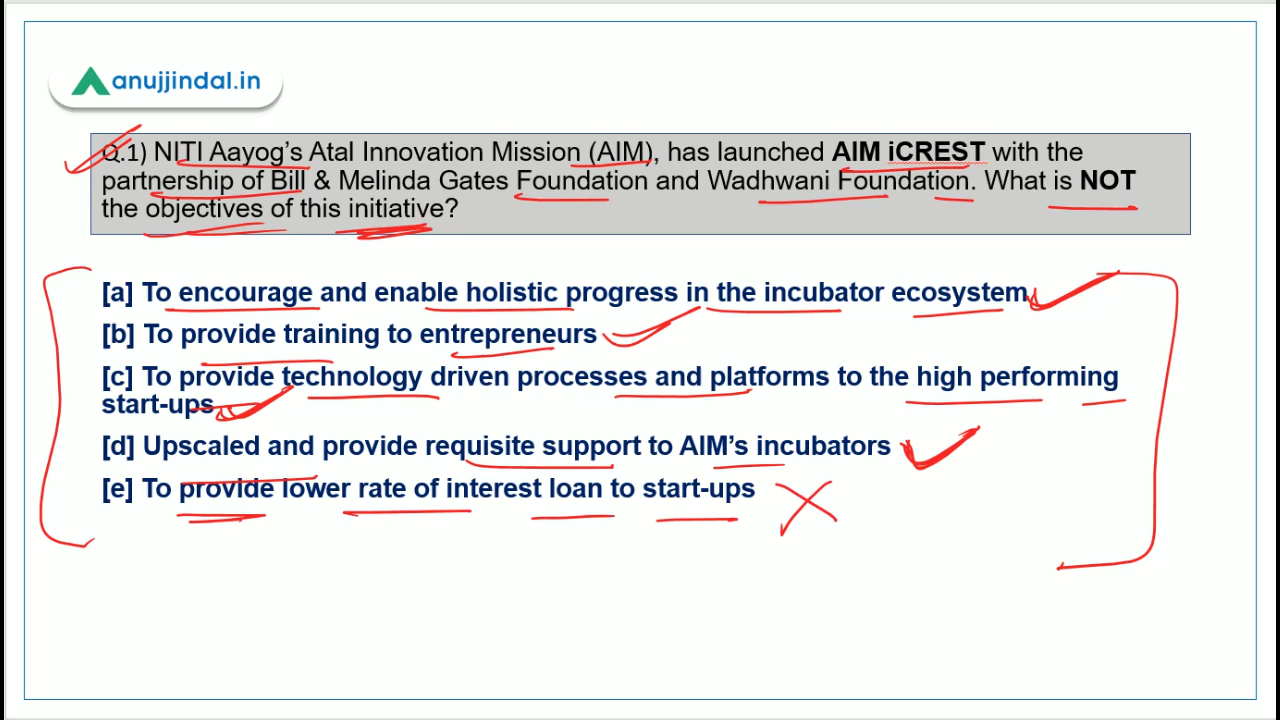 anujjindal.in
Q.1) NITI Aayog's Atal Innovation Mission (AIM), has launched AIM iCREST with the
partnership of Bill & Melinda Gates Foundation and Wadhwani Foundation. What is NOT
the objectives of this initiative?
[a] To encourage and enable holistic progress in the incubator ecosystem
[b] To provide training to entrepreneurs
[c] To provide technology driven processes and platforms to the high performing
start-ups
[d] Upscaled and provide requisite support to AIM's incubators
[e] To provide lower rate of interest loan to start-ups